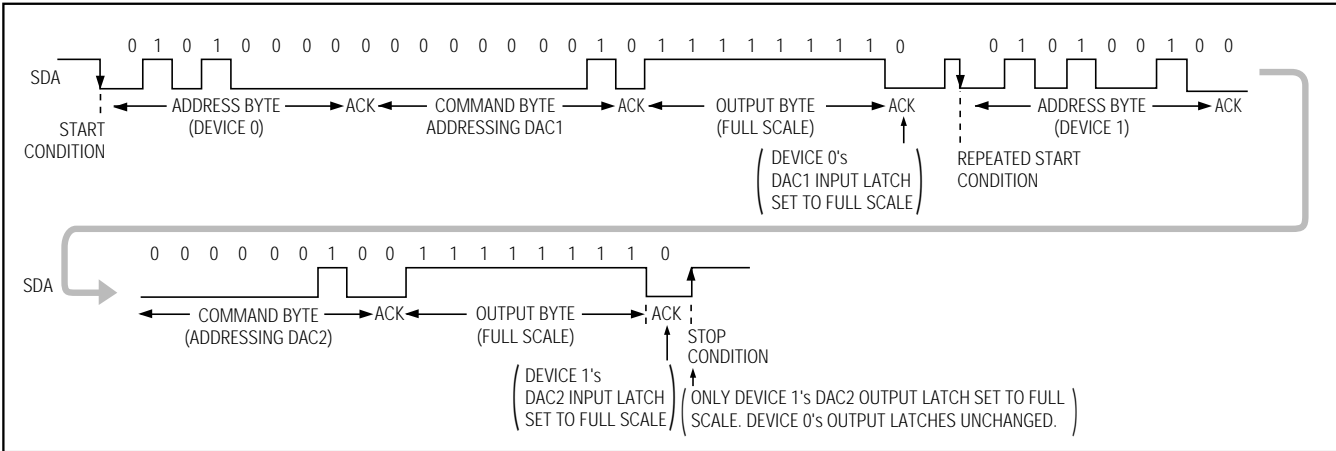 0 1 0 1 0 0 0 0 0 0 0 0 0 0 0 0 1 0 1 1 1 1 1 1 1 1 0 0 1 0 1 0 0 1 0 0
SDA
ADDRESS BYTE ACK COMMAND BYTE ACK OUTPUT BYTE ACK ADDRESS BYTE ACK
(DEVICE 0) ADDRESSING DAC1 (FULL SCALE) (DEVICE 1)
START
CONDITION
DEVICE 0's
DAC1 INPUT LATCH
SET TO FULL SCALE
REPEATED START
CONDITION
0 0 0 0 0 0 1 0 0 1 1 1 1 1 1 1 1 0
SDA
COMMAND BYTE ACK OUTPUT BYTE ACK
(ADDRESSING DAC2) (FULL SCALE)
STOP
CONDITION
DEVICE 1's
DAC2 INPUT LATCH
SET TO FULL SCALE
ONLY DEVICE 1's DAC2 OUTPUT LATCH SET TO FULL
SCALE. DEVICE 0's OUTPUT LATCHES UNCHANGED.